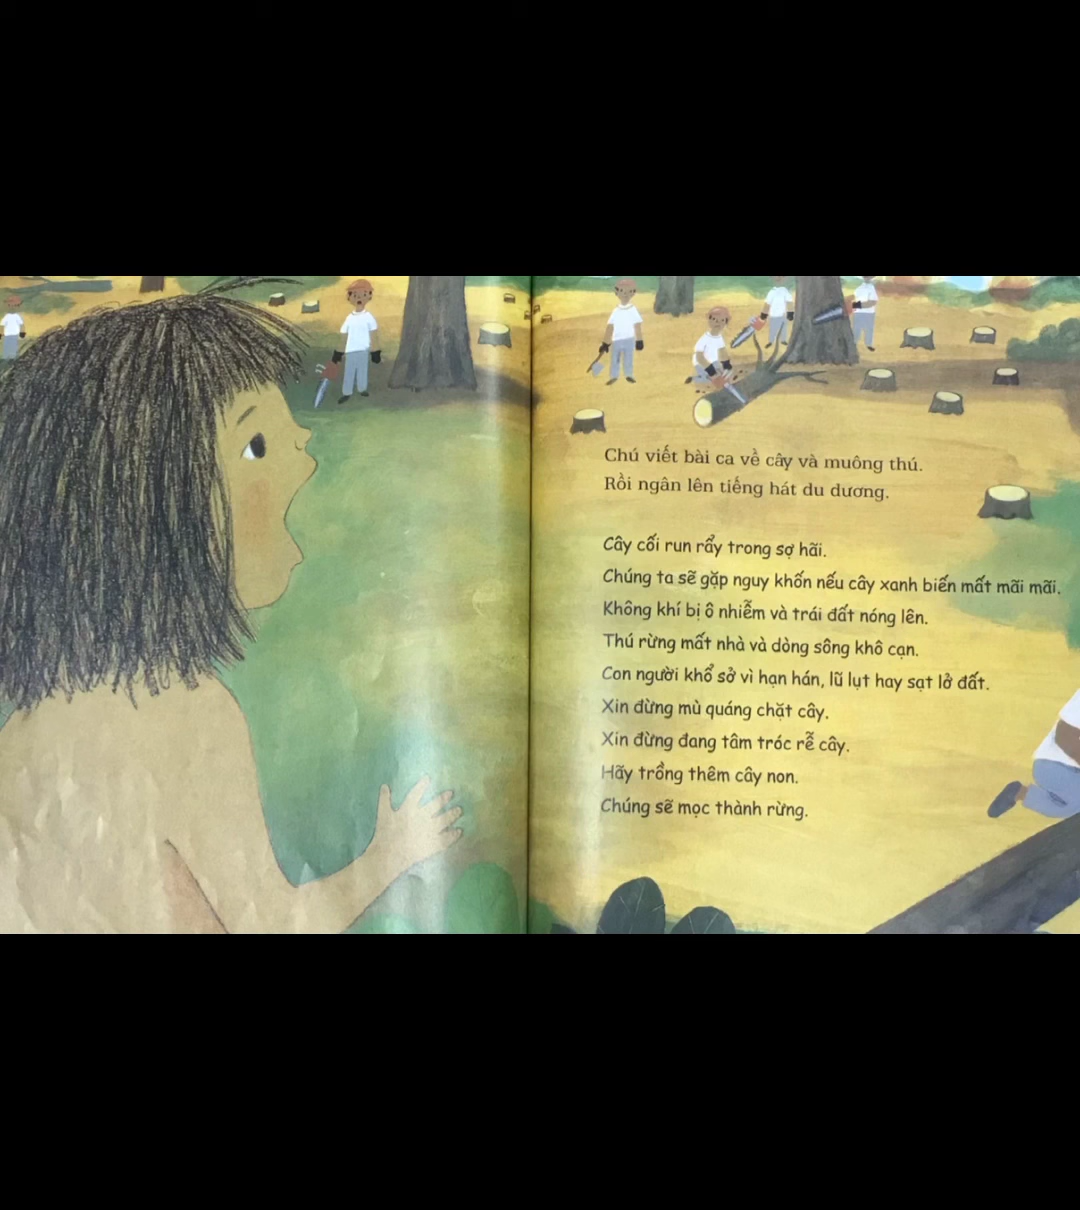 Chú viết bài ca về cây và muông thú.
Rồi ngân lên tiếng hát du dương.
Cây cối run rẩy trong sợ hãi.
Chúng ta sẽ gặp nguy khốn nếu cây xanh biến mất mãi mãi.
Không khí bị ô nhiễm và trái đất nóng lên.
Thú rừng mất nhà và dòng sông khô cạn.
Con người khổ sở vì hạn hán, lũ lụt hay sạt lở đất.
Xin đừng mù quáng chặt cây.
Xin đừng đang tâm tróc rễ cây.
Hãy trồng thêm cây non.
Chúng sẽ mọc thành rừng.